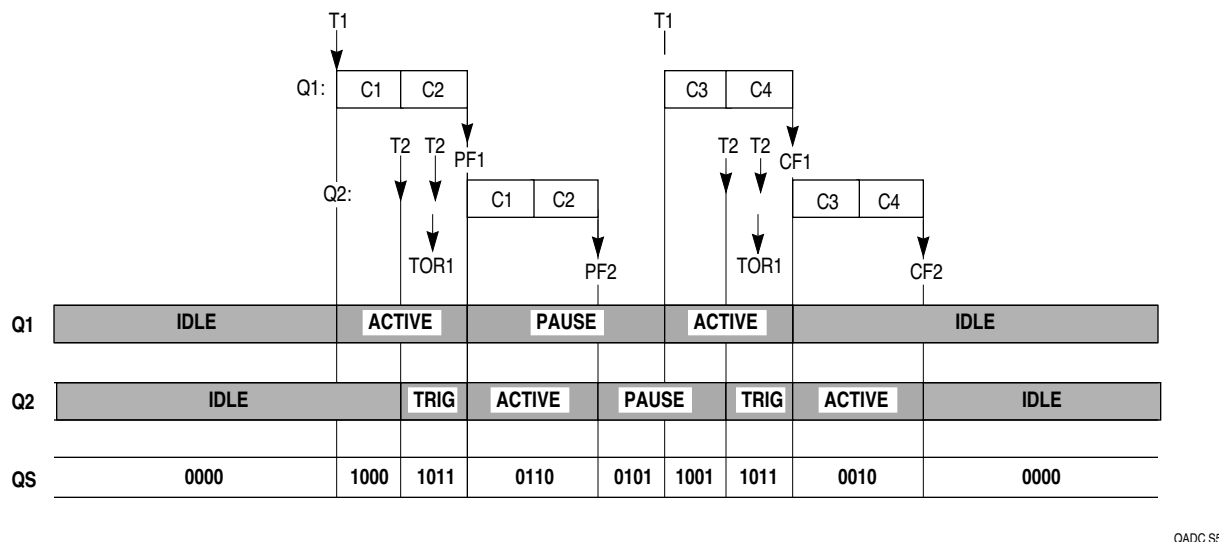 T1 T1
Q1: C1 C2 C3 C4
T2 T2 PF1 T2 T2 CF1
Q2: C1 C2 C3 C4
TOR1 PF2 TOR1 CF2
Q1 IDLE ACTIVE PAUSE ACTIVE IDLE
Q2 IDLE TRIG ACTIVE PAUSE TRIG ACTIVE IDLE
QS 0000 1000 1011 0110 0101 1001 1011 0010 0000
QADC